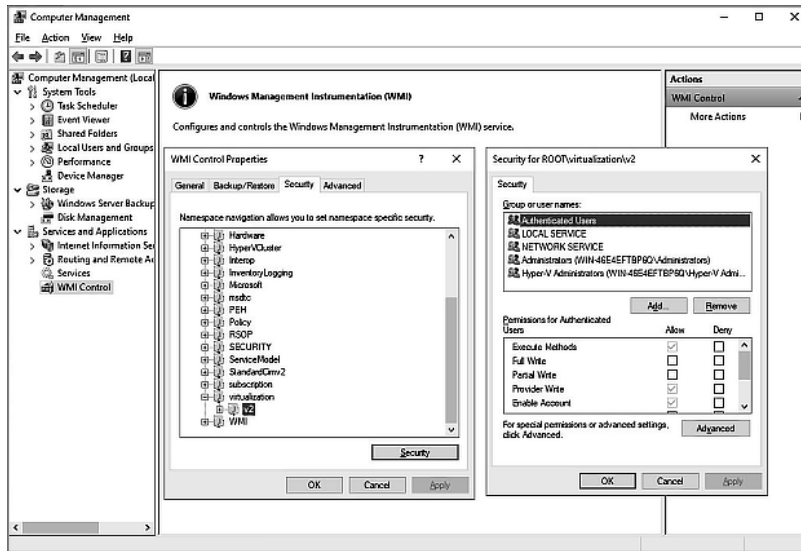 Computer Management
File Action View Help
Computer Management (Local
System Tools
Task Scheduler
Event Viewer
Shared Folders
Local Users and Groups
Performance
Device Manager
Storage
Windows Server Backup
Disk Management
Services and Applications
Internet Information Se
Routing and Remote Ac
Services
WMI Control
Windows Management Instrumentation (WMI)
Configures and controls the Windows Management Instrumentation (WMI) service.
WMI Control Properties
General Backup/Restore Security Advanced
Namespace navigation allows you to set namespace specific security.
Hardware
HyperVCluster
Interop
InventoryLogging
Microsoft
msdtc
PEH
Policy
RSOP
SECURITY
ServiceModel
StandardCimv2
subscription
virtualization
v2
WMI
Security
OK Cancel Apply
Security for ROOT\virtualization\v2
Security
Group or user names:
Authenticated Users
LOCAL SERVICE
NETWORK SERVICE
Administrators (WIN-46E4EFTBP6Q\Administrators)
Hyper-V Administrators (WIN-46E4EFTBP6Q\Hyper-V Admi...
Add... Remove
Permissions for Authenticated
Users Allow Deny
Execute Methods
Full Write
Partial Write
Provider Write
Enable Account
For special permissions or advanced settings,
click Advanced.
Advanced
OK Cancel Apply
Actions
WMI Control
More Actions